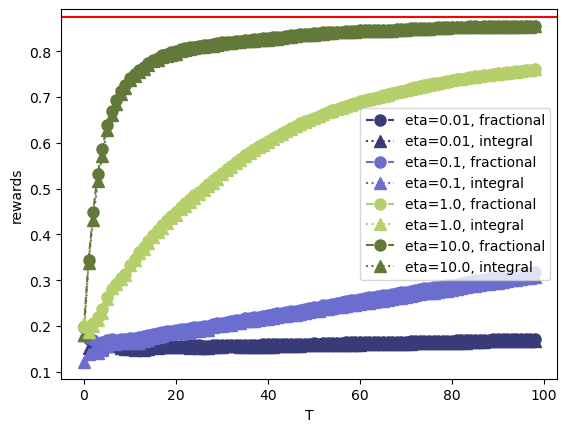 0.8
0.7
0.6
0.5
0.4
0.3
0.2
0.1
rewards
eta=0.01, fractional
eta=0.01, integral
eta=0.1, fractional
eta=0.1, integral
eta=1.0, fractional
eta=1.0, integral
eta=10.0, fractional
eta=10.0, integral
0 20 40 60 80 100
T